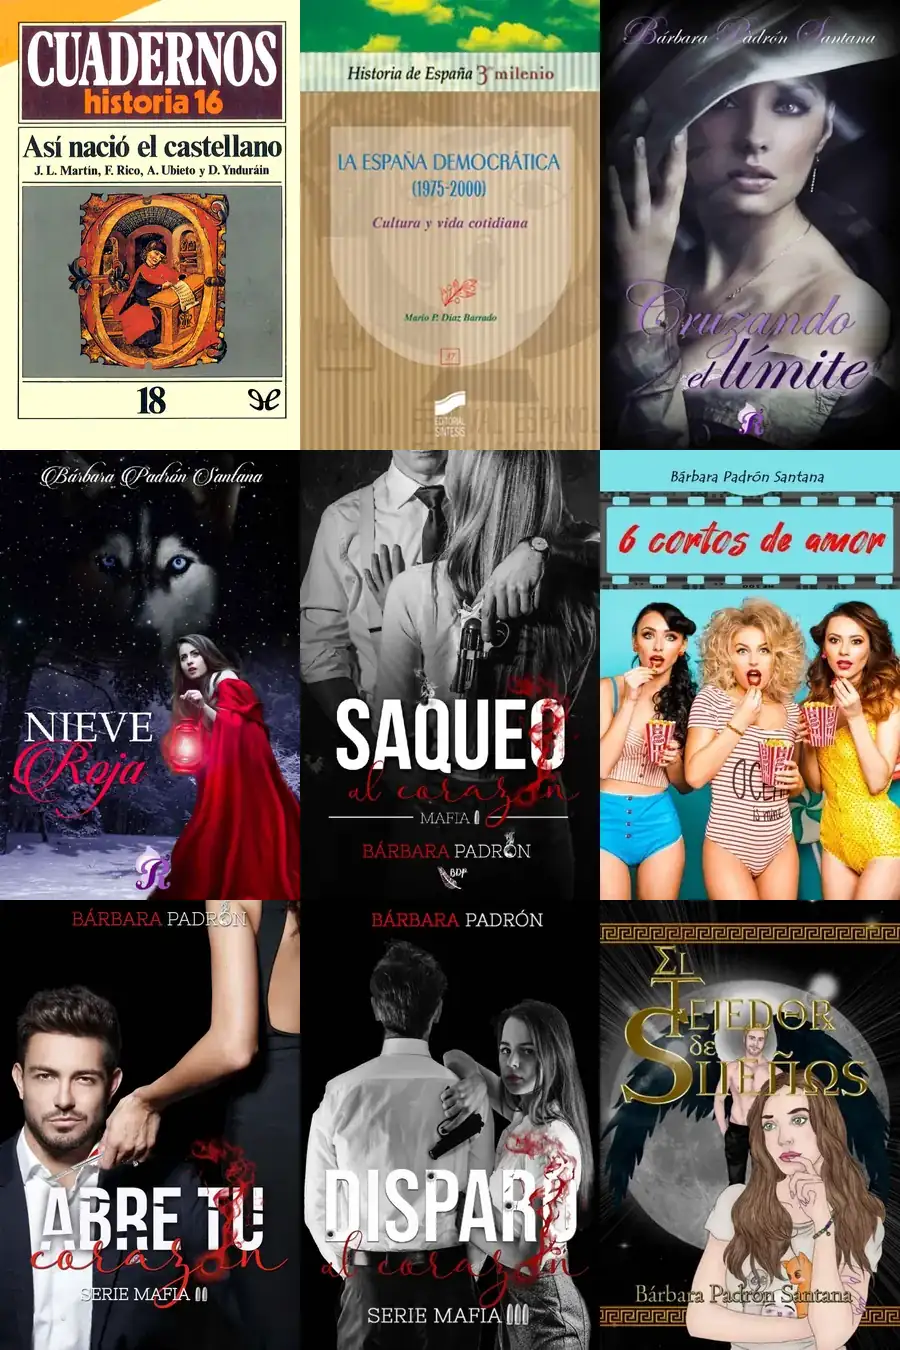 CUADERNOS
historia 16
Así nació el castellano
J. L. Martín, F. Rico, A. Ubieto y D. Ynduráin
18
Historia de España 3er milenio
LA ESPAÑA DEMOCRÁTICA
(1975-2000)
Cultura y vida cotidiana
Mario P. Díaz Barrado
37
EDITORIAL
SINTESIS
Bárbara Padrón Santana
Cruzando
el límite
R
Bárbara Padrón Santana
NIEVE
Roja
R
SAQUEO
al corazón
MAFIA I
BÁRBARA PADRÓN
BDP
Bárbara Padrón Santana
6 cortos de amor
OCEAN
is mine
BÁRBARA PADRÓN
ABRE TU
corazón
SERIE MAFIA II
BÁRBARA PADRÓN
DISPARO
al corazón
SERIE MAFIA III
EL
TEJEDOR
de
SUEÑOS
Bárbara Padrón Santana